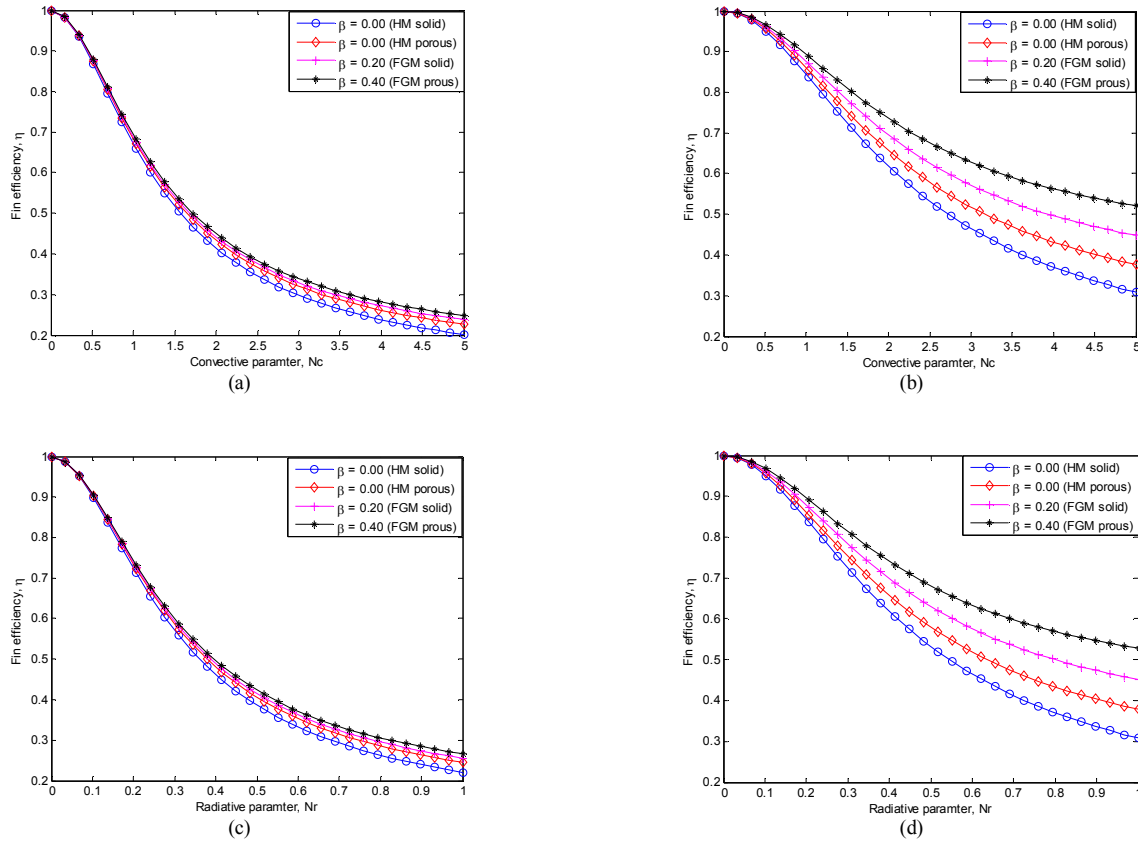 β = 0.00 (HM solid)
β = 0.00 (HM porous)
β = 0.20 (FGM solid)
β = 0.40 (FGM prous)
Fin efficiency, η
1
0.9
0.8
0.7
0.6
0.5
0.4
0.3
0.2
0 0.5 1 1.5 2 2.5 3 3.5 4 4.5 5
Convective paramter, Nc
(a)
β = 0.00 (HM solid)
β = 0.00 (HM porous)
β = 0.20 (FGM solid)
β = 0.40 (FGM prous)
Fin efficiency, η
1
0.9
0.8
0.7
0.6
0.5
0.4
0.3
0.2
0 0.5 1 1.5 2 2.5 3 3.5 4 4.5 5
Convective paramter, Nc
(b)
β = 0.00 (HM solid)
β = 0.00 (HM porous)
β = 0.20 (FGM solid)
β = 0.40 (FGM prous)
Fin efficiency, η
1
0.9
0.8
0.7
0.6
0.5
0.4
0.3
0.2
0 0.1 0.2 0.3 0.4 0.5 0.6 0.7 0.8 0.9 1
Radiative paramter, Nr
(c)
β = 0.00 (HM solid)
β = 0.00 (HM porous)
β = 0.20 (FGM solid)
β = 0.40 (FGM prous)
Fin efficiency, η
1
0.9
0.8
0.7
0.6
0.5
0.4
0.3
0.2
0 0.1 0.2 0.3 0.4 0.5 0.6 0.7 0.8 0.9 1
Radiative paramter, Nr
(d)